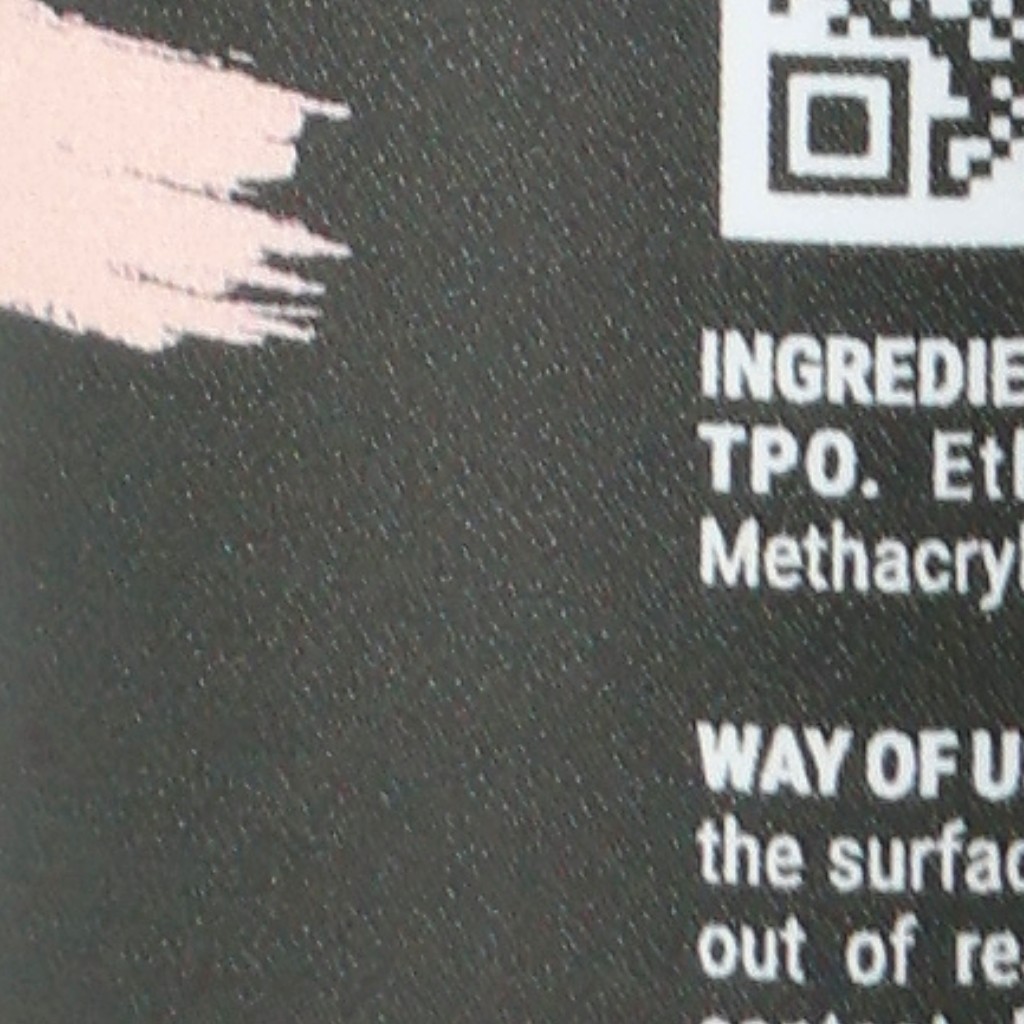 INGREDIE
TPO. Et
Methacryl
WAY OF U
the surfac
out of re